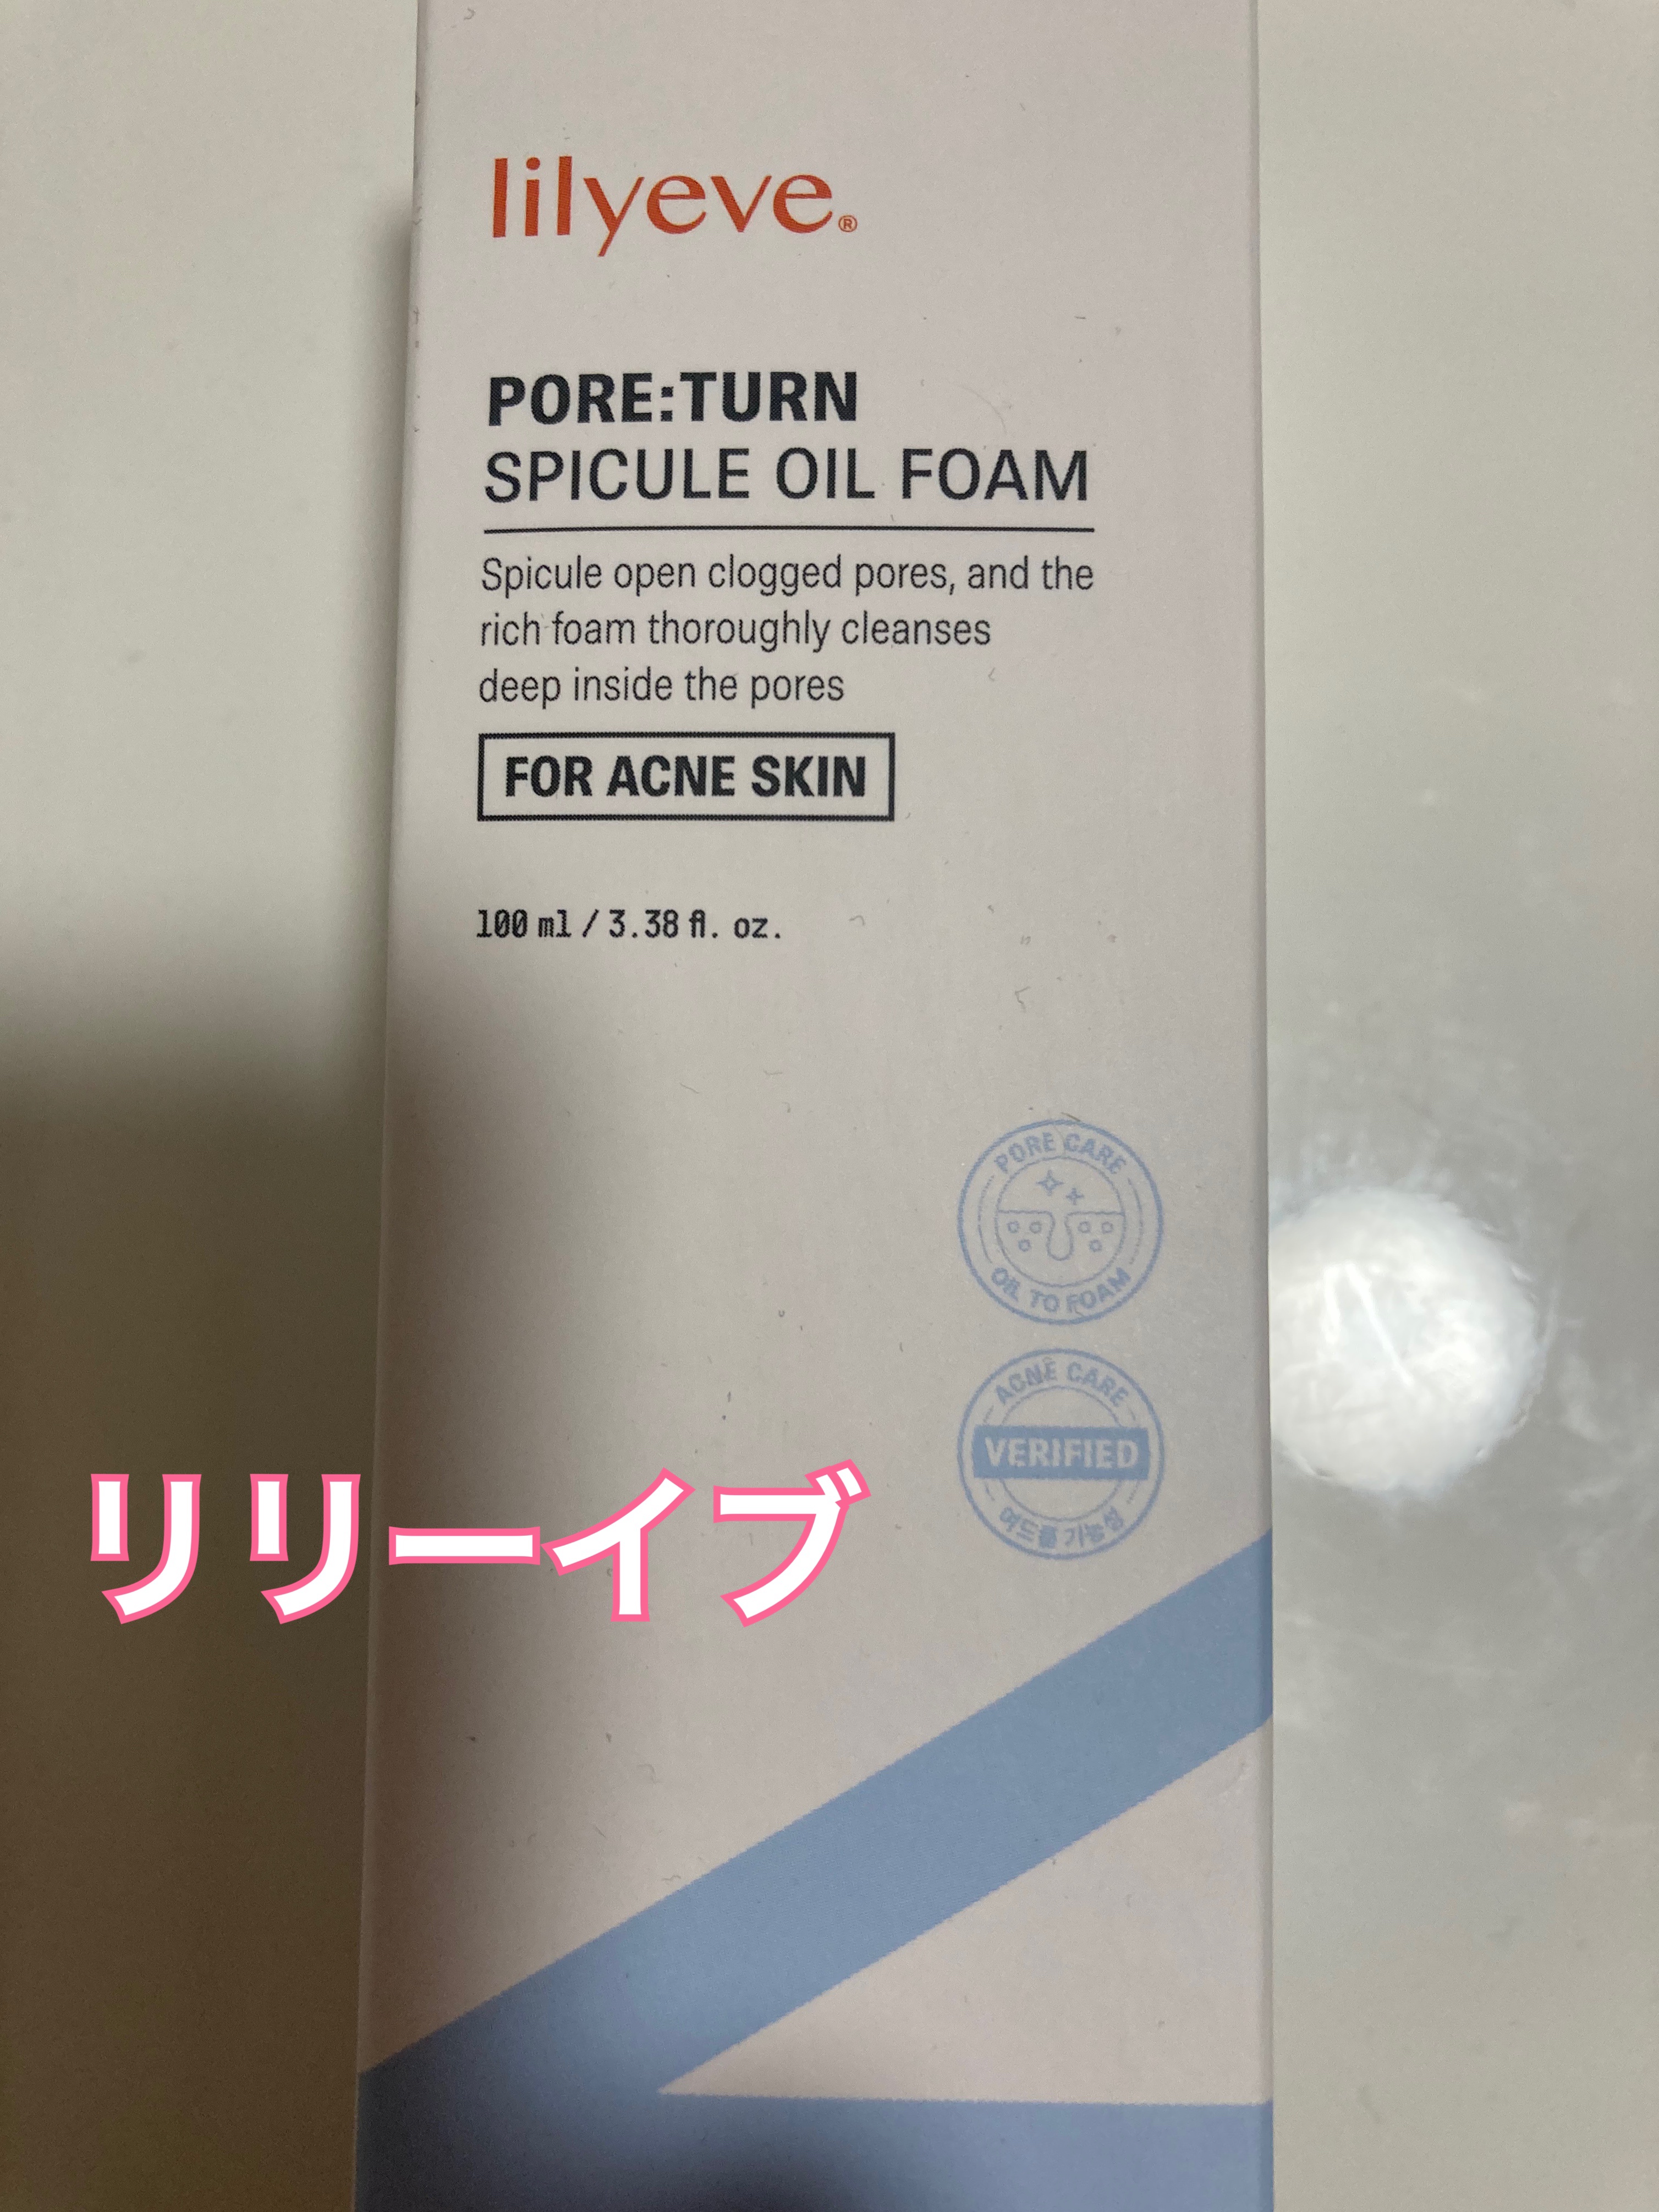 lilyeve®
PORE:TURN
SPICULE OIL FOAM
Spicule open clogged pores, and the
rich foam thoroughly cleanses
deep inside the pores
FOR ACNE SKIN
100 ml / 3.38 fl. oz.
PORE CARE
OIL TO FOAM
ACNE CARE
VERIFIED
여드름 기능성
リリーイブ